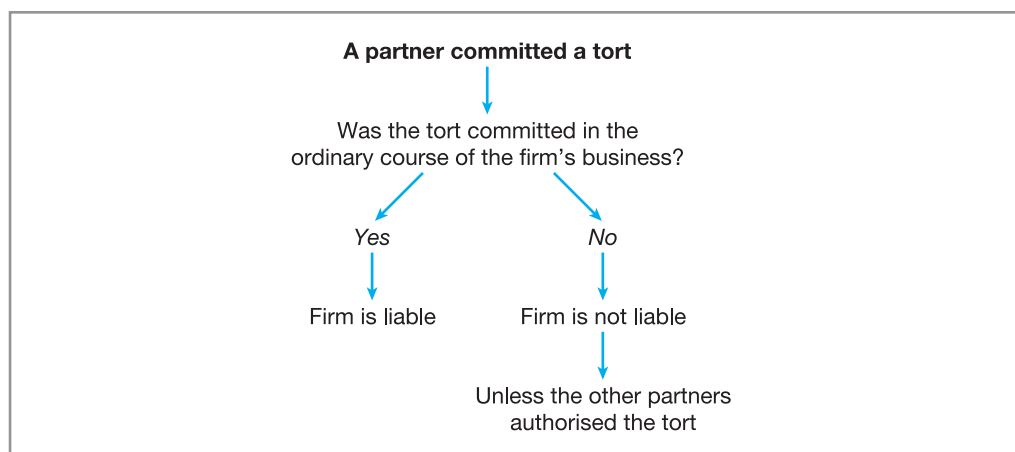 A partner committed a tort
Was the tort committed in the
ordinary course of the firm's business?
Yes
No
Firm is liable
Firm is not liable
Unless the other partners
authorised the tort